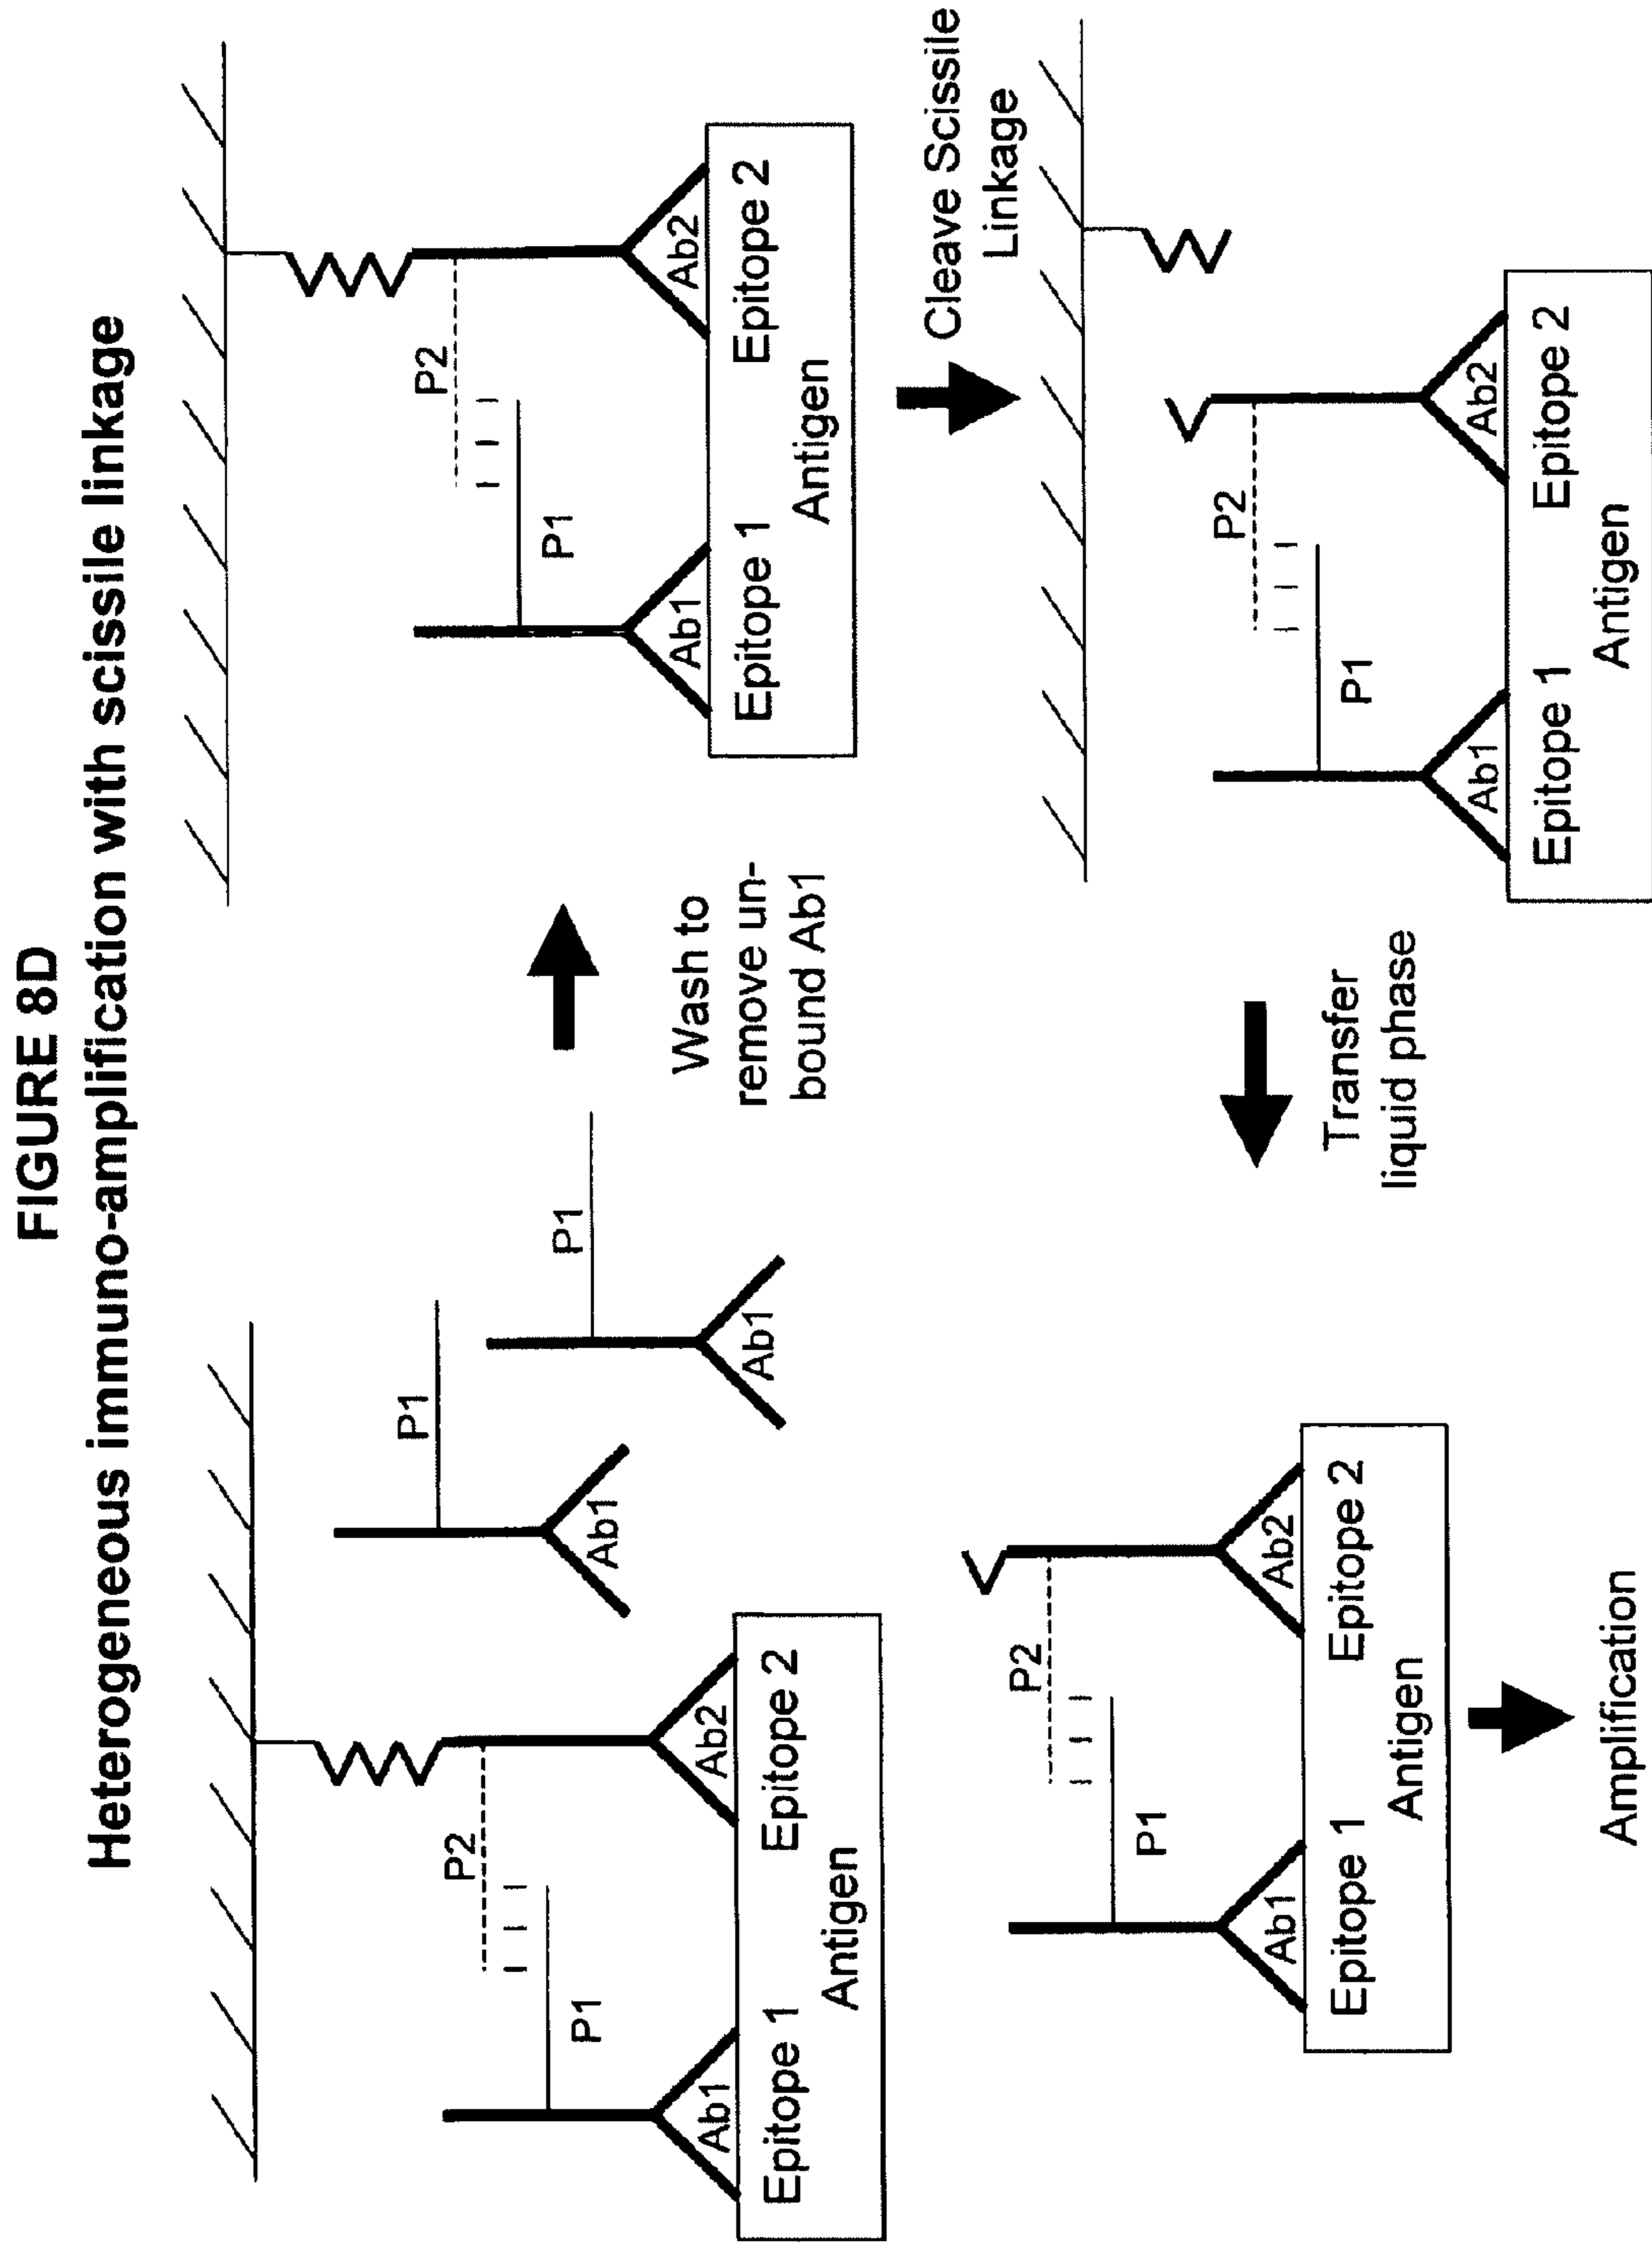 FIGURE 8D
Heterogeneous immuno-amplification with scissile linkage
P1
P1
P2
P1
Ab1
Ab2
Ab1
Ab1
Epitope 1
Epitope 2
Antigen
Wash to
remove un-
bound Ab1
P2
P1
Ab1
Ab2
Epitope 1
Epitope 2
Antigen
Cleave Scissile
Linkage
P2
P1
Ab1
Ab2
Epitope 1
Epitope 2
Antigen
Transfer
liquid phase
P2
P1
Ab1
Ab2
Epitope 1
Epitope 2
Antigen
Amplification